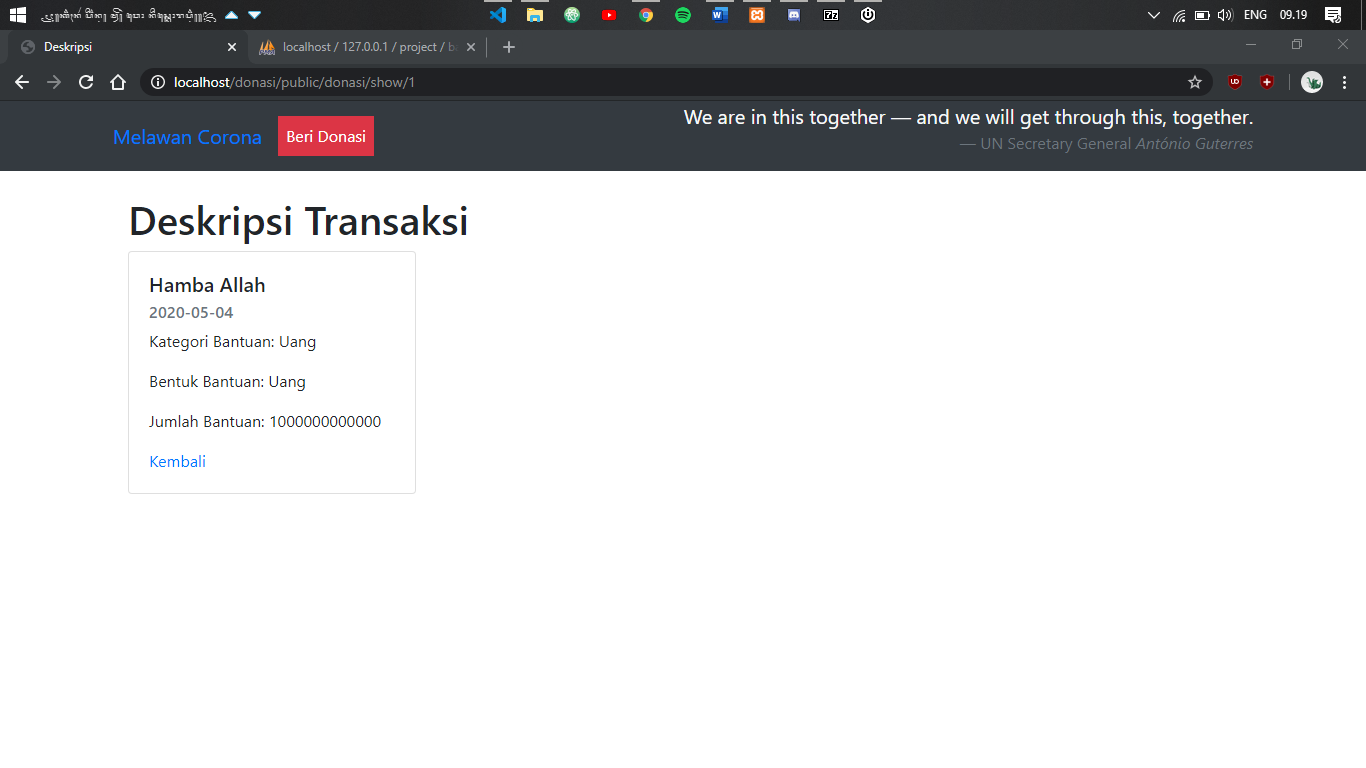 ENG
09.19
Deskripsi
localhost / 127.0.0.1 / project / b
localhost/donasi/public/donasi/show/1
Melawan Corona
Beri Donasi
We are in this together — and we will get through this, together.
— UN Secretary General António Guterres
Deskripsi Transaksi
Hamba Allah
2020-05-04
Kategori Bantuan: Uang
Bentuk Bantuan: Uang
Jumlah Bantuan: 1000000000000
Kembali